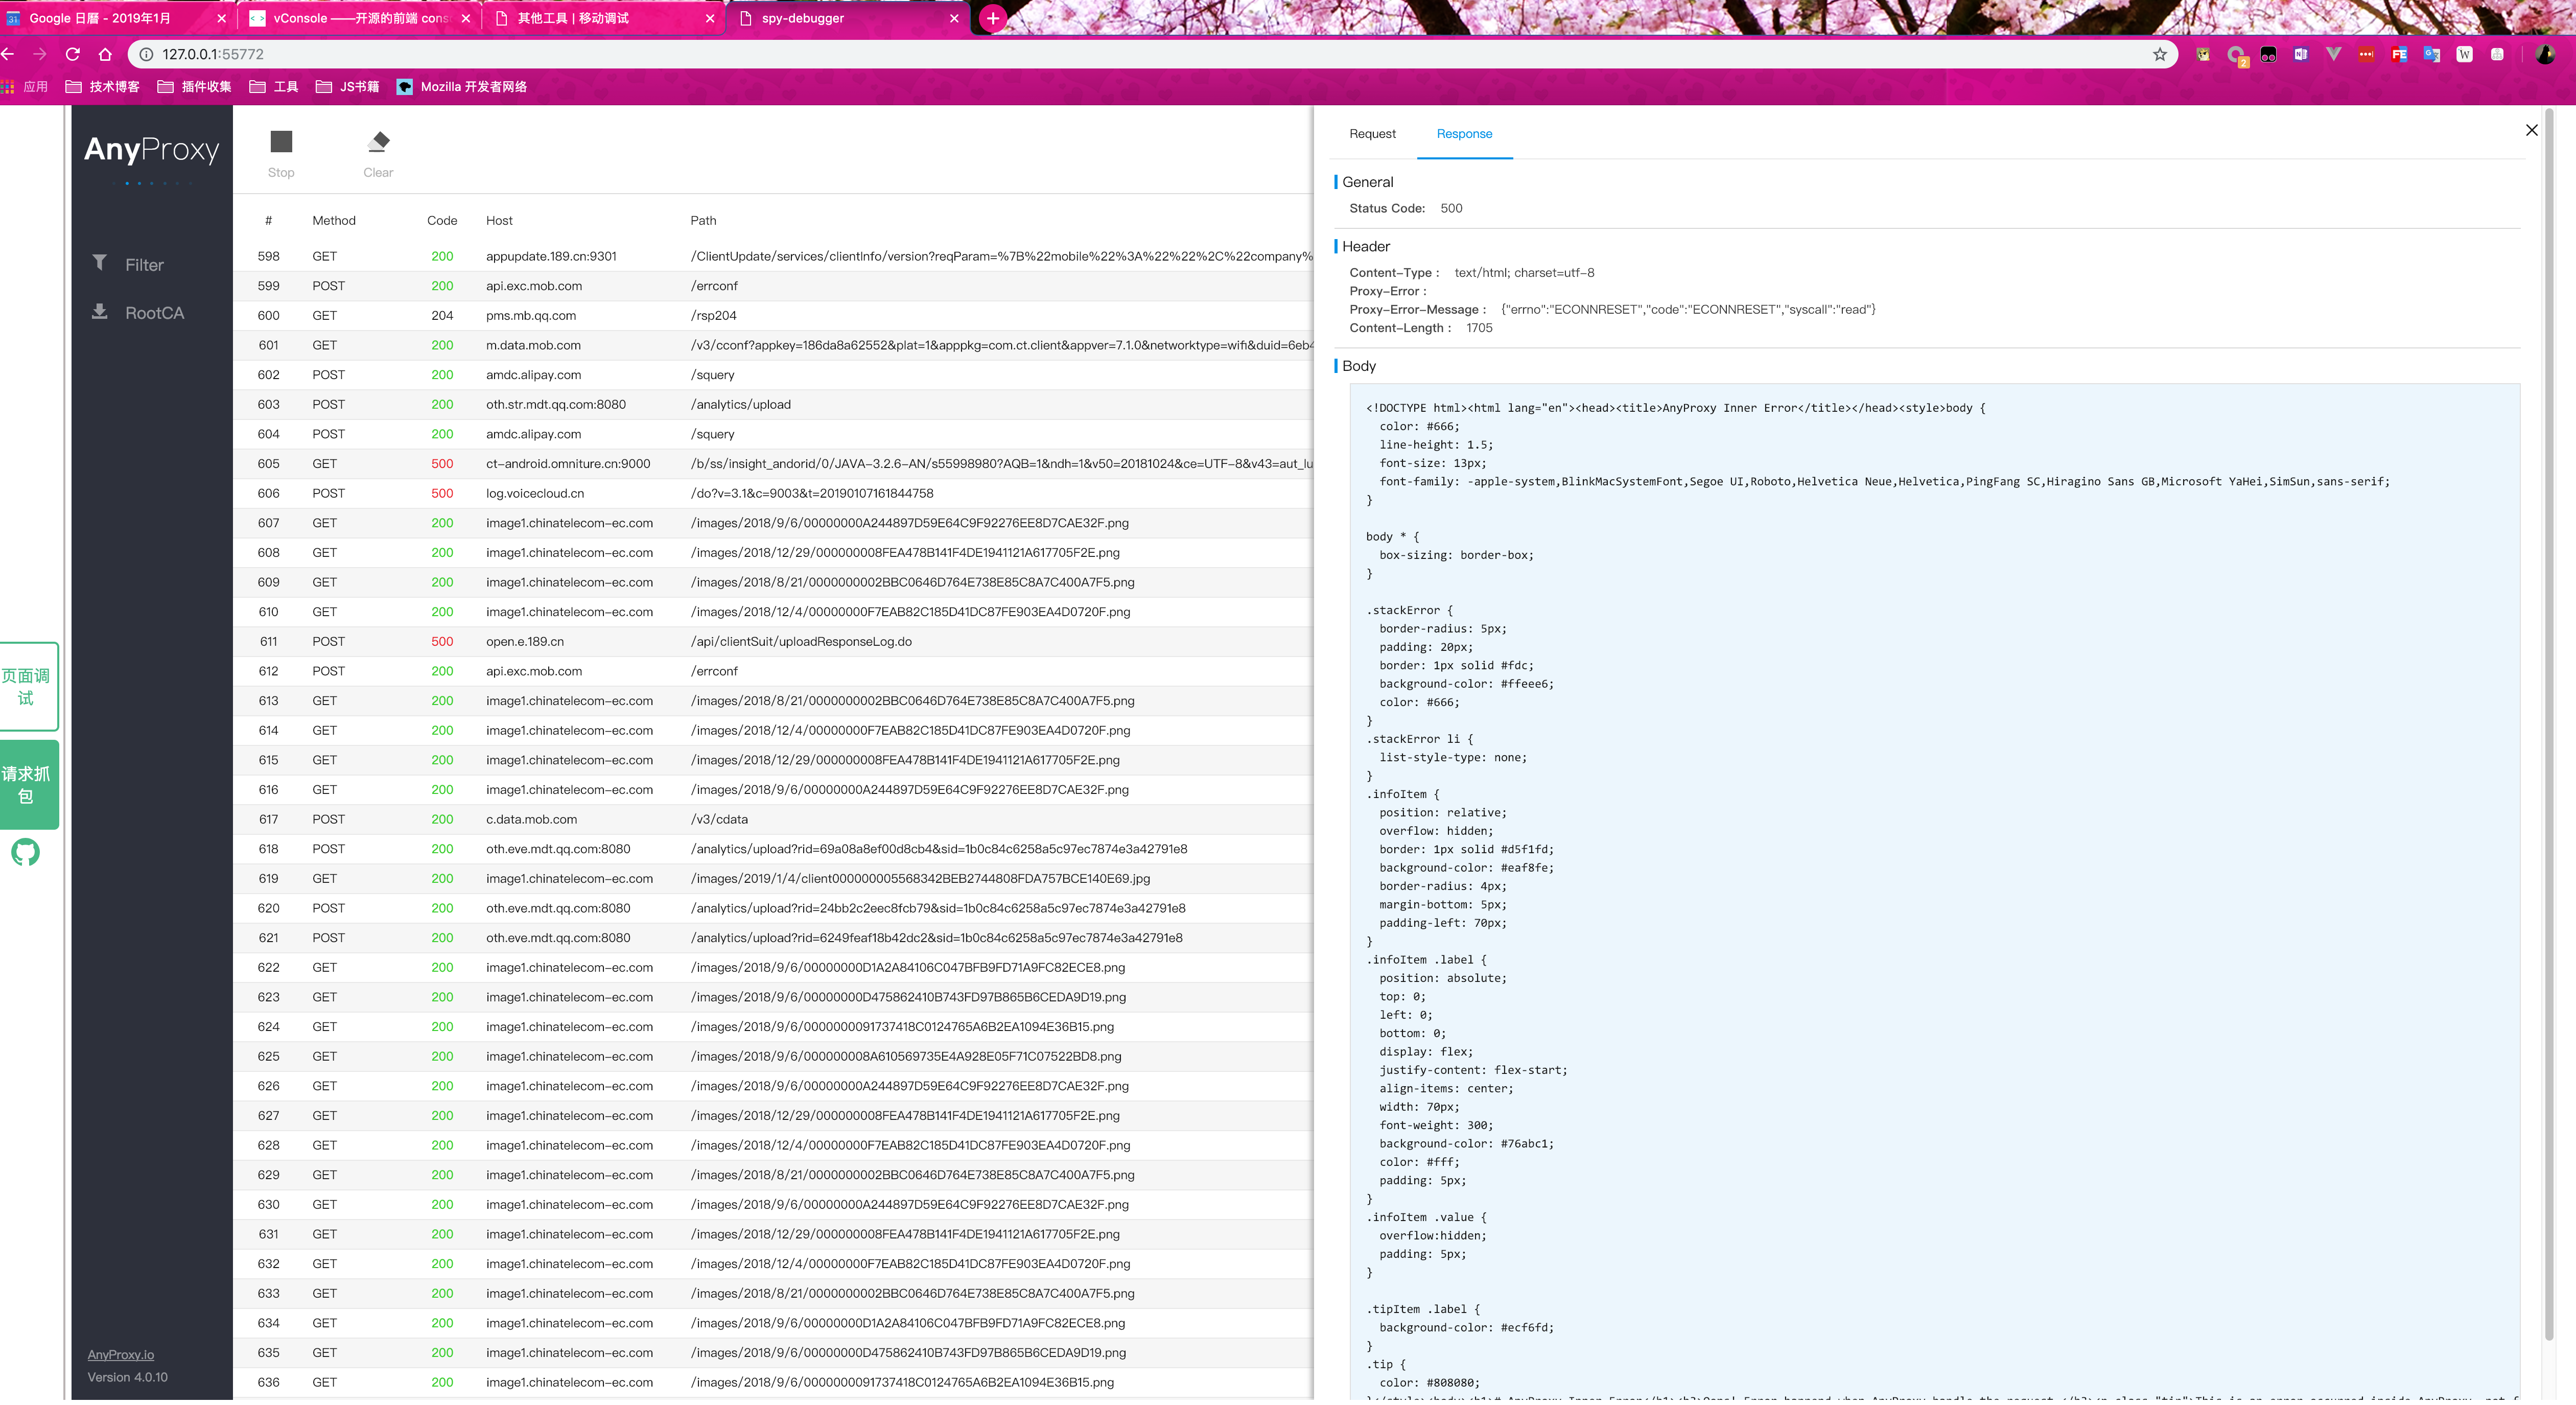 Google 日曆 - 2019年1月
vConsole ——开源的前端 cons
其他工具 | 移动调试
spy-debugger
127.0.0.1:55772
应用 技术博客 插件收集 工具 JS书籍 Mozilla 开发者网络
页面调
试
请求抓
包
AnyProxy
Filter
RootCA
AnyProxy.io
Version 4.0.10
Stop Clear
# Method Code Host Path
598 GET 200 appupdate.189.cn:9301 /ClientUpdate/services/clientInfo/version?reqParam=%7B%22mobile%22%3A%22%22%2C%22company%
599 POST 200 api.exc.mob.com /errconf
600 GET 204 pms.mb.qq.com /rsp204
601 GET 200 m.data.mob.com /v3/cconf?appkey=186da8a62552&plat=1&apppkg=com.ct.client&appver=7.1.0&networktype=wifi&duid=6eb4
602 POST 200 amdc.alipay.com /squery
603 POST 200 oth.str.mdt.qq.com:8080 /analytics/upload
604 POST 200 amdc.alipay.com /squery
605 GET 500 ct-android.omniture.cn:9000 /b/ss/insight_andorid/0/JAVA-3.2.6-AN/s55998980?AQB=1&ndh=1&v50=20181024&ce=UTF-8&v43=aut_lu
606 POST 500 log.voicecloud.cn /do?v=3.1&c=9003&t=20190107161844758
607 GET 200 image1.chinatelecom-ec.com /images/2018/9/6/00000000A244897D59E64C9F92276EE8D7CAE32F.png
608 GET 200 image1.chinatelecom-ec.com /images/2018/12/29/000000008FEA478B141F4DE1941121A617705F2E.png
609 GET 200 image1.chinatelecom-ec.com /images/2018/8/21/0000000002BBC0646D764E738E85C8A7C400A7F5.png
610 GET 200 image1.chinatelecom-ec.com /images/2018/12/4/00000000F7EAB82C185D41DC87FE903EA4D0720F.png
611 POST 500 open.e.189.cn /api/clientSuit/uploadResponseLog.do
612 POST 200 api.exc.mob.com /errconf
613 GET 200 image1.chinatelecom-ec.com /images/2018/8/21/0000000002BBC0646D764E738E85C8A7C400A7F5.png
614 GET 200 image1.chinatelecom-ec.com /images/2018/12/4/00000000F7EAB82C185D41DC87FE903EA4D0720F.png
615 GET 200 image1.chinatelecom-ec.com /images/2018/12/29/000000008FEA478B141F4DE1941121A617705F2E.png
616 GET 200 image1.chinatelecom-ec.com /images/2018/9/6/00000000A244897D59E64C9F92276EE8D7CAE32F.png
617 POST 200 c.data.mob.com /v3/cdata
618 POST 200 oth.eve.mdt.qq.com:8080 /analytics/upload?rid=69a08a8ef00d8cb4&sid=1b0c84c6258a5c97ec7874e3a42791e8
619 GET 200 image1.chinatelecom-ec.com /images/2019/1/4/client000000005568342BEB2744808FDA757BCE140E69.jpg
620 POST 200 oth.eve.mdt.qq.com:8080 /analytics/upload?rid=24bb2c2eec8fcb79&sid=1b0c84c6258a5c97ec7874e3a42791e8
621 POST 200 oth.eve.mdt.qq.com:8080 /analytics/upload?rid=6249feaf18b42dc2&sid=1b0c84c6258a5c97ec7874e3a42791e8
622 GET 200 image1.chinatelecom-ec.com /images/2018/9/6/00000000D1A2A84106C047BFB9FD71A9FC82ECE8.png
623 GET 200 image1.chinatelecom-ec.com /images/2018/9/6/00000000D475862410B743FD97B865B6CEDA9D19.png
624 GET 200 image1.chinatelecom-ec.com /images/2018/9/6/0000000091737418C0124765A6B2EA1094E36B15.png
625 GET 200 image1.chinatelecom-ec.com /images/2018/9/6/000000008A610569735E4A928E05F71C07522BD8.png
626 GET 200 image1.chinatelecom-ec.com /images/2018/9/6/00000000A244897D59E64C9F92276EE8D7CAE32F.png
627 GET 200 image1.chinatelecom-ec.com /images/2018/12/29/000000008FEA478B141F4DE1941121A617705F2E.png
628 GET 200 image1.chinatelecom-ec.com /images/2018/12/4/00000000F7EAB82C185D41DC87FE903EA4D0720F.png
629 GET 200 image1.chinatelecom-ec.com /images/2018/8/21/0000000002BBC0646D764E738E85C8A7C400A7F5.png
630 GET 200 image1.chinatelecom-ec.com /images/2018/9/6/00000000A244897D59E64C9F92276EE8D7CAE32F.png
631 GET 200 image1.chinatelecom-ec.com /images/2018/12/29/000000008FEA478B141F4DE1941121A617705F2E.png
632 GET 200 image1.chinatelecom-ec.com /images/2018/12/4/00000000F7EAB82C185D41DC87FE903EA4D0720F.png
633 GET 200 image1.chinatelecom-ec.com /images/2018/8/21/0000000002BBC0646D764E738E85C8A7C400A7F5.png
634 GET 200 image1.chinatelecom-ec.com /images/2018/9/6/00000000D1A2A84106C047BFB9FD71A9FC82ECE8.png
635 GET 200 image1.chinatelecom-ec.com /images/2018/9/6/00000000D475862410B743FD97B865B6CEDA9D19.png
636 GET 200 image1.chinatelecom-ec.com /images/2018/9/6/0000000091737418C0124765A6B2EA1094E36B15.png
Request Response
General
Status Code: 500
Header
Content-Type : text/html; charset=utf-8
Proxy-Error :
Proxy-Error-Message : {"errno":"ECONNRESET","code":"ECONNRESET","syscall":"read"}
Content-Length : 1705
Body
<!DOCTYPE html><html lang="en"><head><title>AnyProxy Inner Error</title></head><style>body {
color: #666;
line-height: 1.5;
font-size: 13px;
font-family: -apple-system,BlinkMacSystemFont,Segoe UI,Roboto,Helvetica Neue,Helvetica,PingFang SC,Hiragino Sans GB,Microsoft YaHei,SimSun,sans-serif;
}
body * {
box-sizing: border-box;
}
.stackError {
border-radius: 5px;
padding: 20px;
border: 1px solid #fdc;
background-color: #ffeee6;
color: #666;
}
.stackError li {
list-style-type: none;
}
.infoItem {
position: relative;
overflow: hidden;
border: 1px solid #d5f1fd;
background-color: #eaf8fe;
border-radius: 4px;
margin-bottom: 5px;
padding-left: 70px;
}
.infoItem .label {
position: absolute;
top: 0;
left: 0;
bottom: 0;
display: flex;
justify-content: flex-start;
align-items: center;
width: 70px;
font-weight: 300;
background-color: #76abc1;
color: #fff;
padding: 5px;
}
.infoItem .value {
overflow:hidden;
padding: 5px;
}
.tipItem .label {
background-color: #ecf6fd;
}
.tip {
color: #808080;